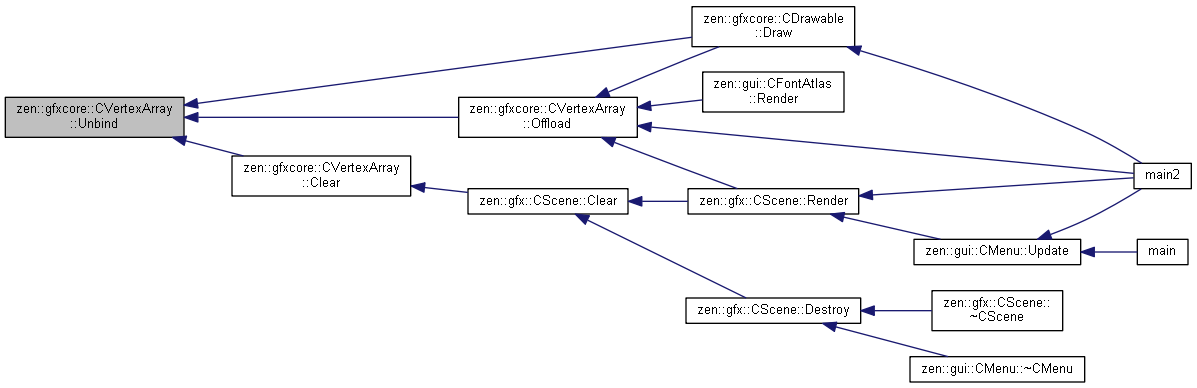 zen::gfxcore::CVertexArray
::Unbind
zen::gfxcore::CDrawable
::Draw
zen::gfxcore::CVertexArray
::Offload
zen::gui::CFontAtlas
::Render
zen::gfxcore::CVertexArray
::Clear
zen::gfx::CScene::Clear
zen::gfx::CScene::Render
main2
zen::gui::CMenu::Update
main
zen::gfx::CScene::Destroy
zen::gfx::CScene::
~CScene
zen::gui::CMenu::~CMenu